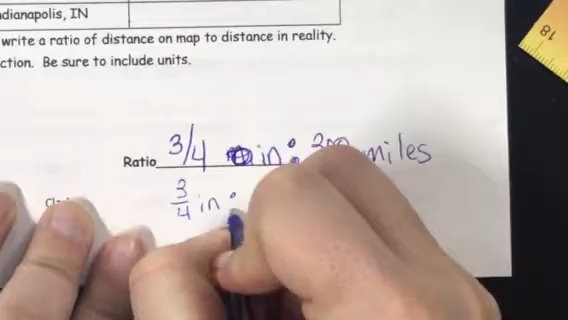 dianapolis, IN
write a ratio of distance on map to distance in reality.
ction. Be sure to include units.
Ratio 3/4 in: 200 miles
3/4 in:
18